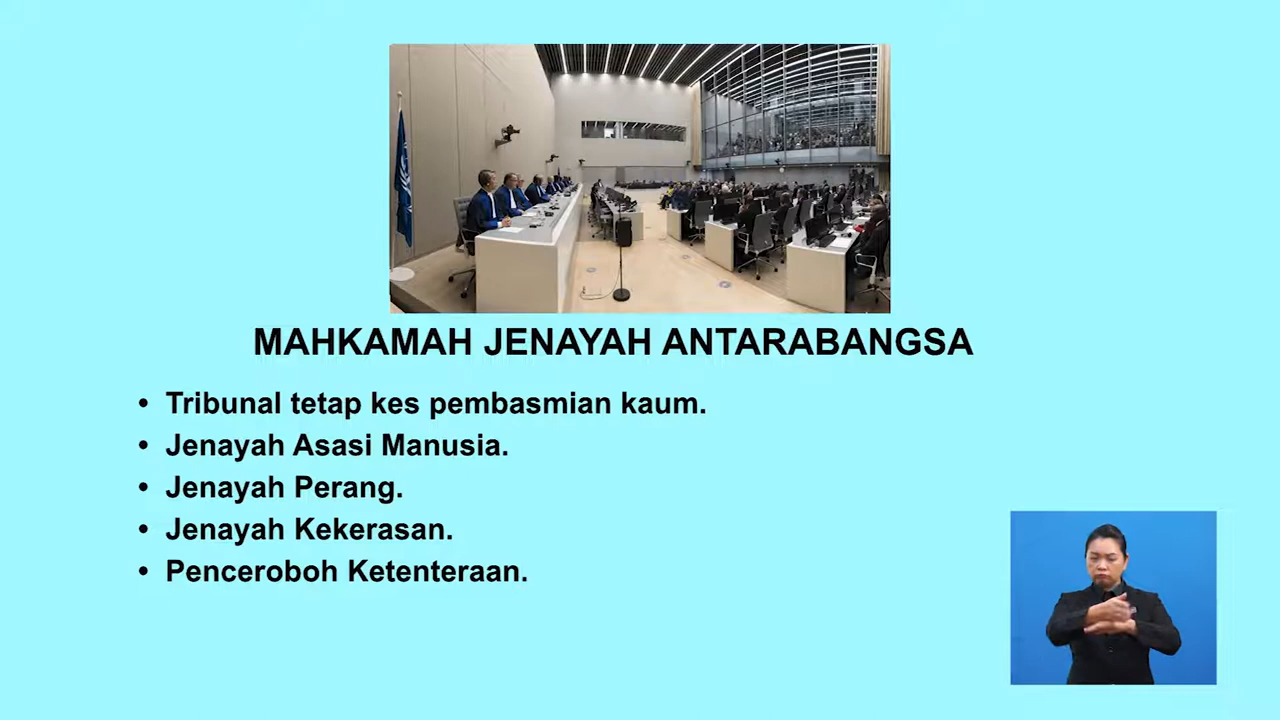 MAHKAMAH JENAYAH ANTARABANGSA
• Tribunal tetap kes pembasmian kaum.
• Jenayah Asasi Manusia.
• Jenayah Perang.
• Jenayah Kekerasan.
• Penceroboh Ketenteraan.